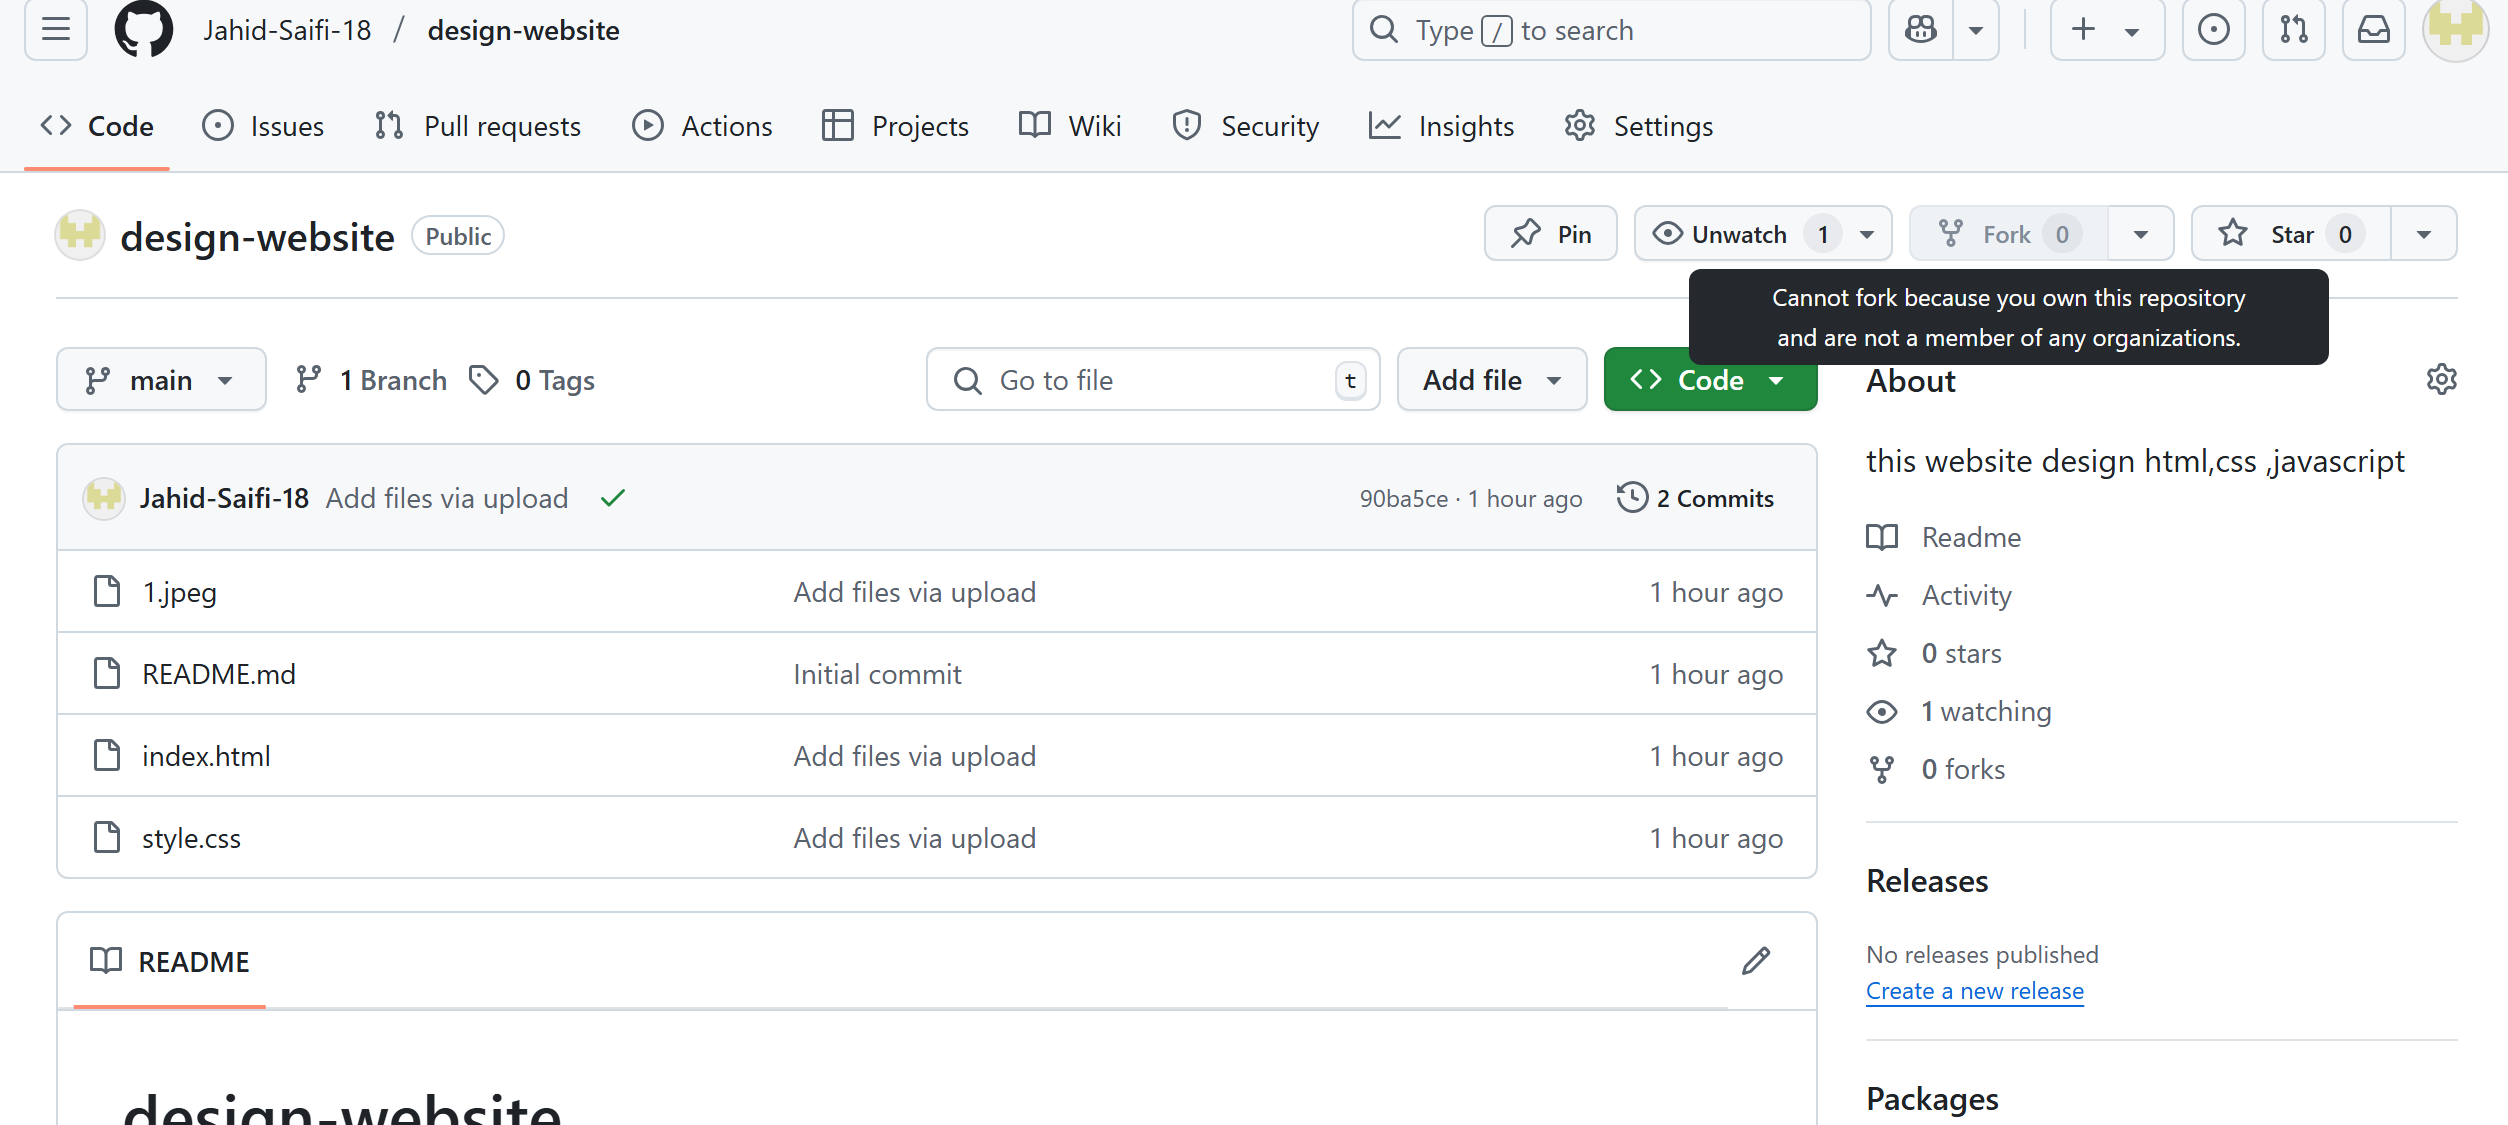 Jahid-Saifi-18 / design-website
Type / to search
Code Issues Pull requests Actions Projects Wiki Security Insights Settings
design-website Public
Pin Unwatch 1 Fork 0 Star 0
Cannot fork because you own this repository
and are not a member of any organizations.
main 1 Branch 0 Tags
Go to file t Add file Code
Jahid-Saifi-18 Add files via upload 90ba5ce · 1 hour ago 2 Commits
1.jpeg Add files via upload 1 hour ago
README.md Initial commit 1 hour ago
index.html Add files via upload 1 hour ago
style.css Add files via upload 1 hour ago
README
design-website
About
this website design html,css ,javascript
Readme
Activity
0 stars
1 watching
0 forks
Releases
No releases published
Create a new release
Packages